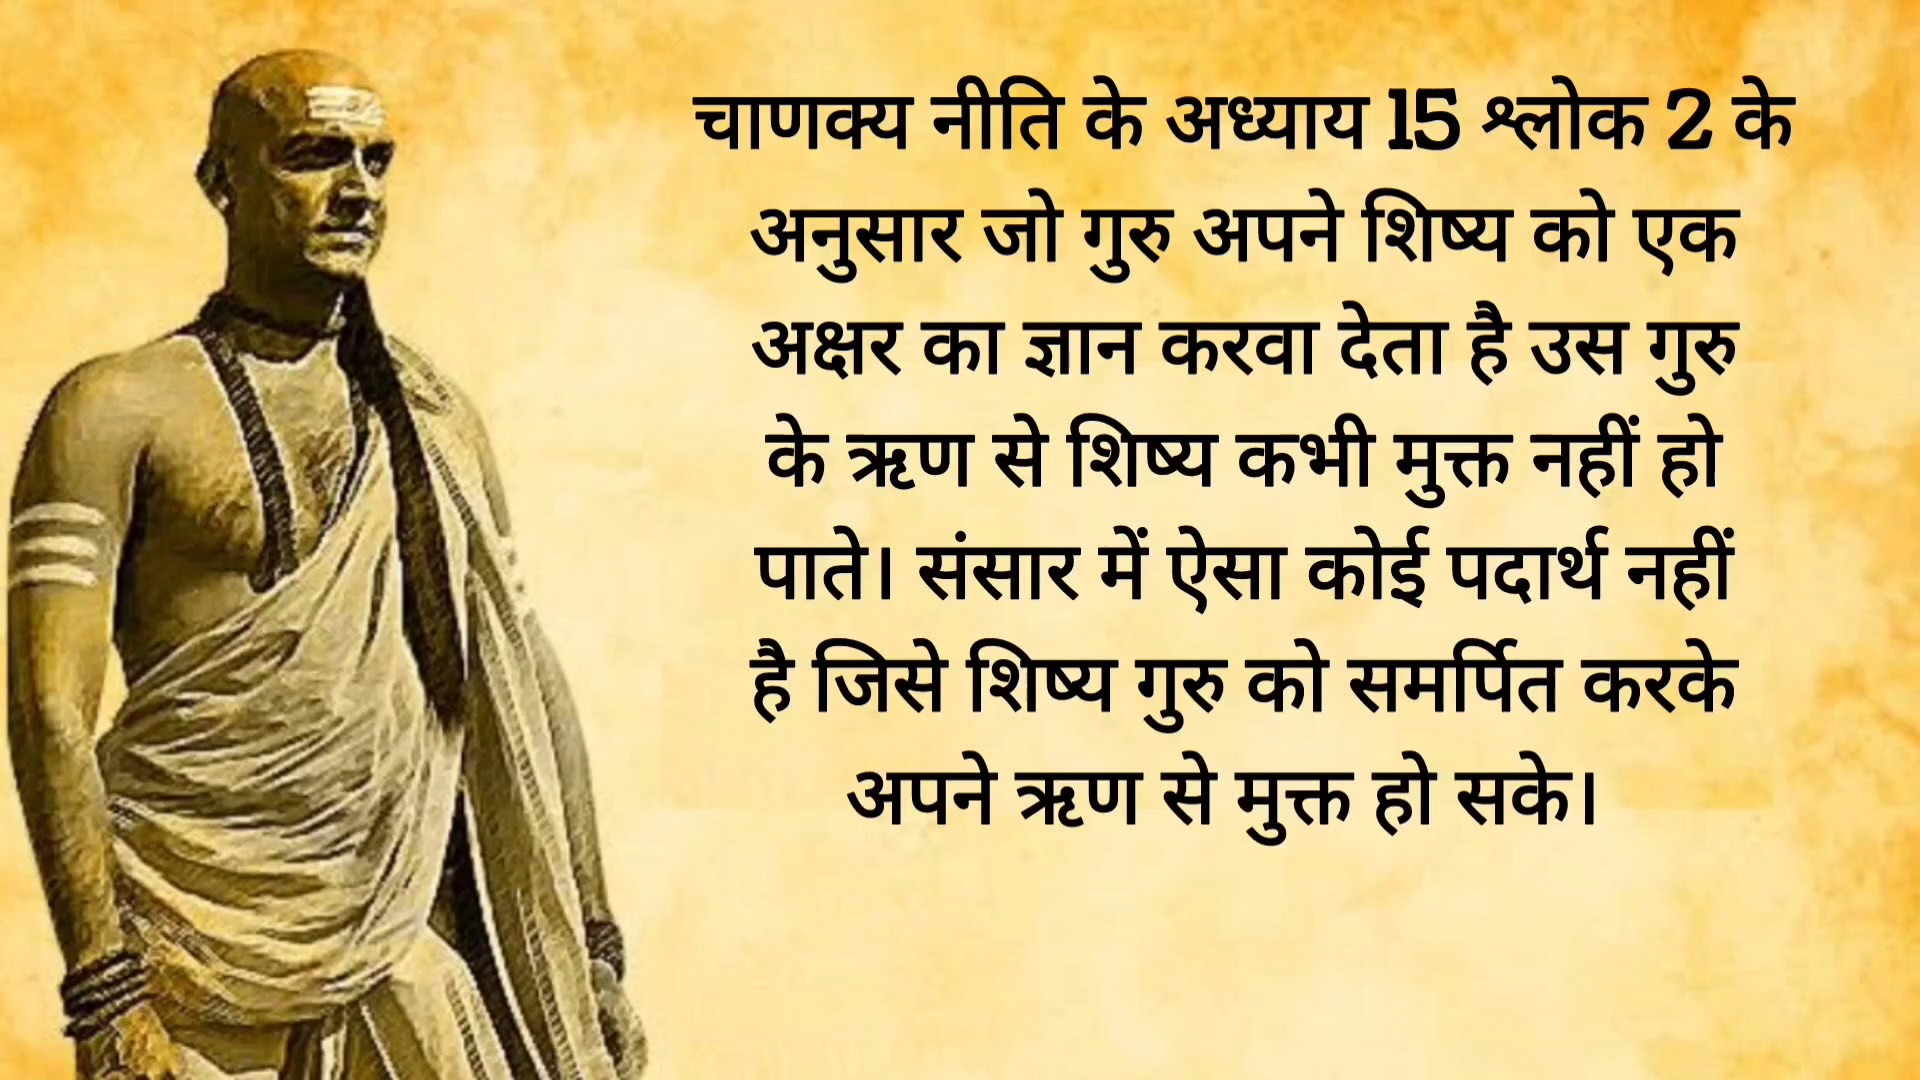 चाणक्य नीति के अध्याय 15 श्लोक 2 के
अनुसार जो गुरु अपने शिष्य को एक
अक्षर का ज्ञान करवा देता है उस गुरु
के ऋण से शिष्य कभी मुक्त नहीं हो
पाते। संसार में ऐसा कोई पदार्थ नहीं
है जिसे शिष्य गुरु को समर्पित करके
अपने ऋण से मुक्त हो सके।